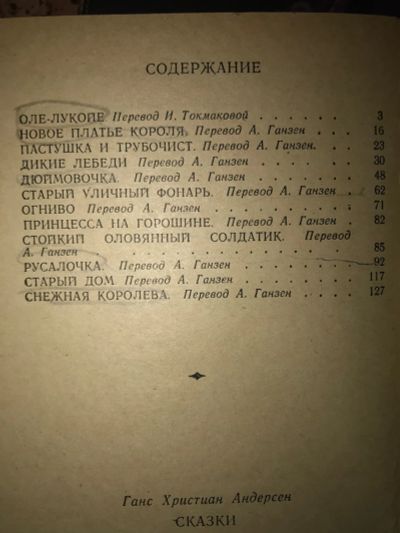 СОДЕРЖАНИЕ
ОЛЕ-ЛУКОЙЕ Перевод И. Токмаковой . . . . . . 3
НОВОЕ ПЛАТЬЕ КОРОЛЯ. Перевод А. Ганзен . . . 16
ПАСТУШКА И ТРУБОЧИСТ. Перевод А. Ганзен. . . 23
ДИКИЕ ЛЕБЕДИ Перевод А. Ганзен . . . . . 30
ДЮЙМОВОЧКА. Перевод А. Ганзен . . . . . 48
СТАРЫЙ УЛИЧНЫЙ ФОНАРЬ. Перевод А. Ганзен . . 62
ОГНИВО Перевод А. Ганзен . . . . . . . 71
ПРИНЦЕССА НА ГОРОШИНЕ. Перевод А. Ганзен . 82
СТОЙКИЙ ОЛОВЯННЫЙ СОЛДАТИК. Перевод
А. Ганзен . . . . . . . . . . 85
РУСАЛОЧКА. Перевод А. Ганзен . . . . . . 92
СТАРЫЙ ДОМ. Перевод А. Ганзен . . . . . 117
СНЕЖНАЯ КОРОЛЕВА. Перевод А. Ганзен . . . . 127
Ганс Христиан Андерсен
СКАЗКИ